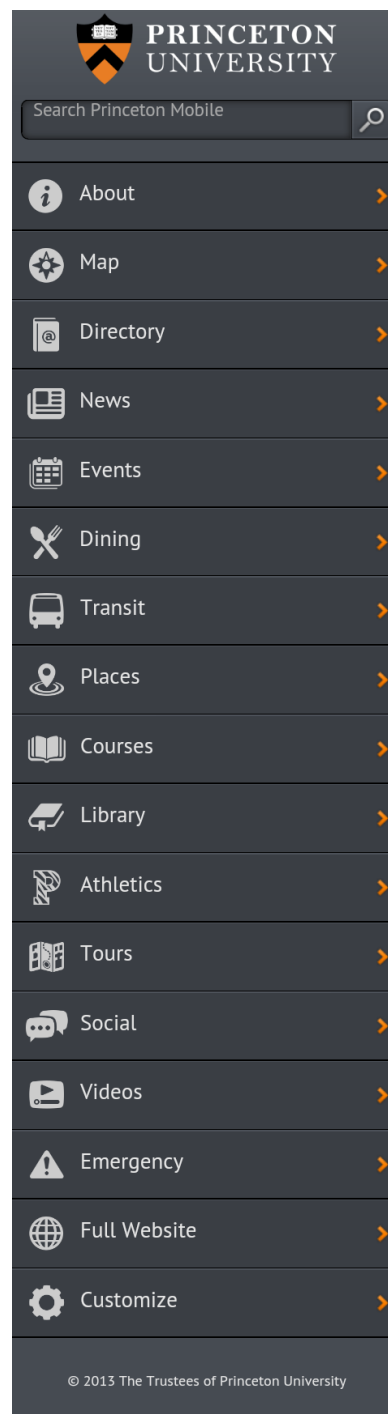 PRINCETON
UNIVERSITY
Search Princeton Mobile
About
Map
Directory
News
Events
Dining
Transit
Places
Courses
Library
Athletics
Tours
Social
Videos
Emergency
Full Website
Customize
© 2013 The Trustees of Princeton University